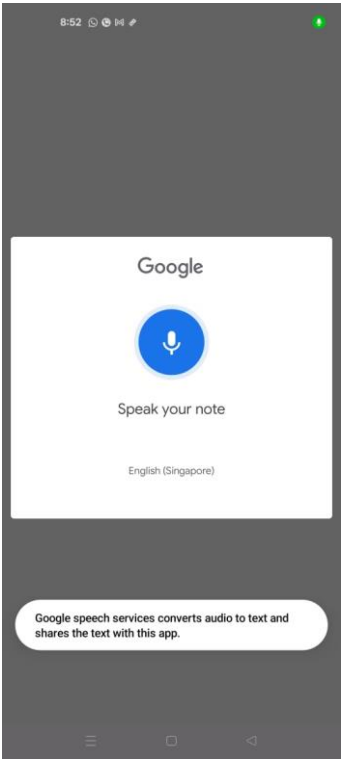 8:52
Google
Speak your note
English (Singapore)
Google speech services converts audio to text and
shares the text with this app.